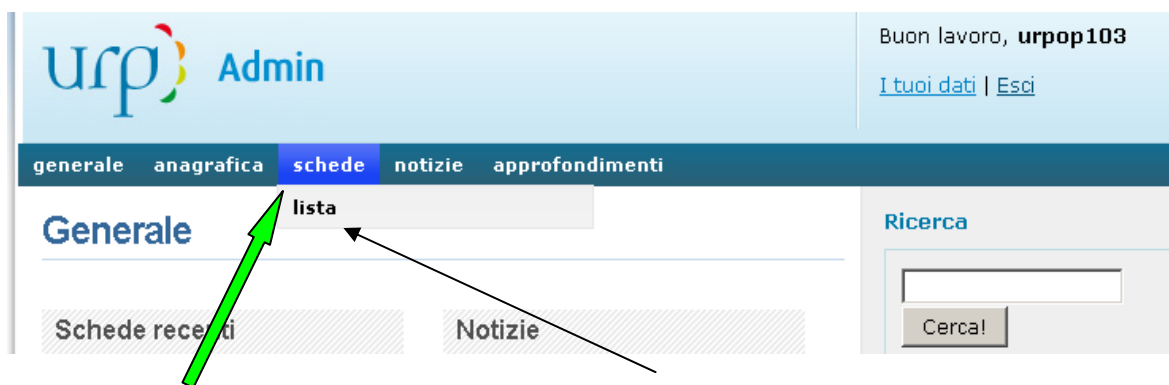 urp Admin
Buon lavoro, urpop103
I tuoi dati | Esci
generale anagrafica schede notizie approfondimenti
lista
Generale
Ricerca
Schede recenti
Notizie
Cerca!